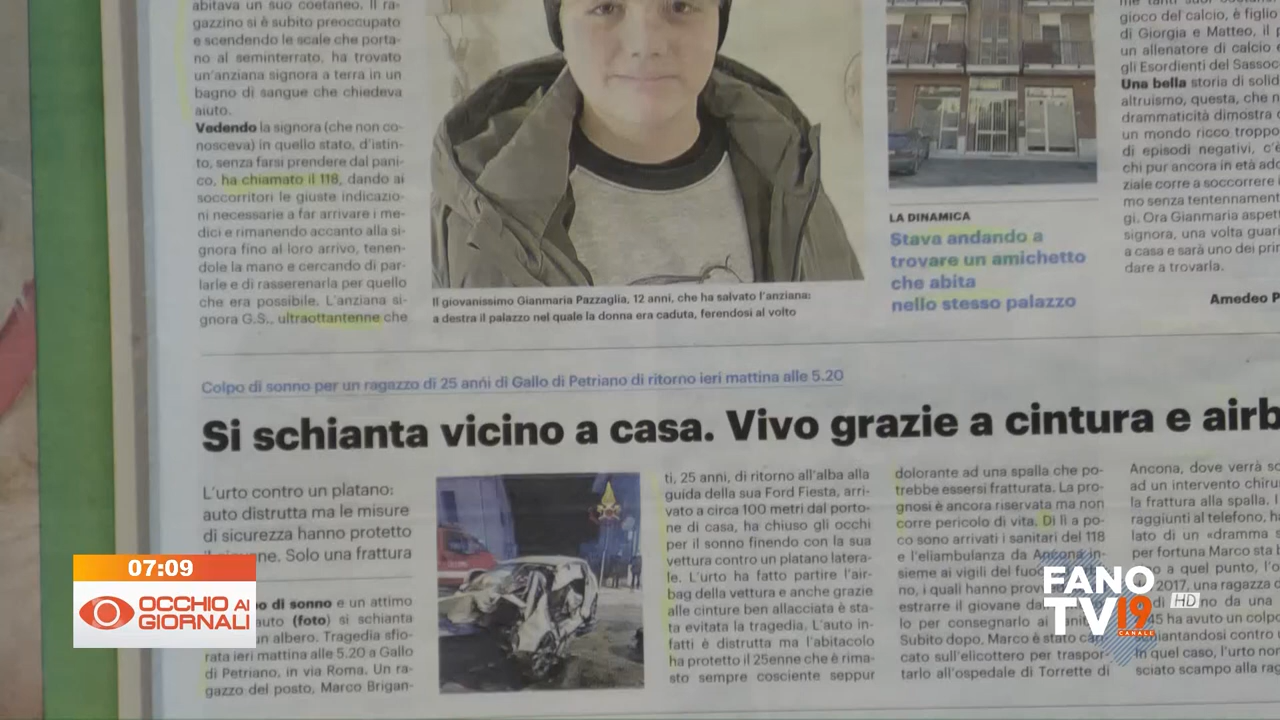 abitava un suo coetaneo. Il ra-
gazzino si è subito preoccupato
e scendendo le scale che porta-
no al seminterrato, ha trovato
un'anziana signora a terra in un
bagno di sangue che chiedeva
aiuto.
Vedendo la signora (che non co-
nosceva) in quello stato, d'istin-
to, senza farsi prendere dal pani-
co, ha chiamato il 118, dando ai
soccorritori le giuste indicazio-
ni necessarie a far arrivare i me-
dici e rimanendo accanto alla si-
gnora fino al loro arrivo, tenen-
dole la mano e cercando di par-
larle e di rasserenarla per quello
che era possibile. L'anziana si-
gnora G.S., ultraottantenne che
Il giovanissimo Gianmaria Pazzaglia, 12 anni, che ha salvato l'anziana:
a destra il palazzo nel quale la donna era caduta, ferendosi al volto
LA DINAMICA
Stava andando a
trovare un amichetto
che abita
nello stesso palazzo
gioco del calcio, è figlio
di Giorgia e Matteo, il
un allenatore di calcio
gli Esordienti del Sassoc
Una bella storia di solid
altruismo, questa, che n
drammaticità dimostra
un mondo ricco troppo
di episodi negativi, c'è
chi pur ancora in età ado
ziale corre a soccorrere
mo senza tentennament
gi. Ora Gianmaria aspet
signora, una volta guari
a casa e sarà uno dei prir
dare a trovarla.
Amedeo P
Colpo di sonno per un ragazzo di 25 anni di Gallo di Petriano di ritorno ieri mattina alle 5.20
Si schianta vicino a casa. Vivo grazie a cintura e airb
L'urto contro un platano:
auto distrutta ma le misure
di sicurezza hanno protetto
Solo una frattura
di sonno e un attimo
auto (foto) si schianta
un albero. Tragedia sfio-
rata ieri mattina alle 5.20 a Gallo
di Petriano, in via Roma. Un ra-
gazzo del posto, Marco Brigan-
ti, 25 anni, di ritorno all'alba alla
guida della sua Ford Fiesta, arri-
vato a circa 100 metri dal porto-
ne di casa, ha chiuso gli occhi
per il sonno finendo con la sua
vettura contro un platano latera-
le. L'urto ha fatto partire l'air-
bag della vettura e anche grazie
alle cinture ben allacciata è sta-
ta evitata la tragedia. L'auto in-
fatti è distrutta ma l'abitacolo
ha protetto il 25enne che è rima-
sto sempre cosciente seppur
dolorante ad una spalla che po-
trebbe essersi fratturata. La pro-
gnosi è ancora riservata ma non
corre pericolo di vita. Di lì a po-
co sono arrivati i sanitari del 118
e l'eliambulanza da Ancona in-
sieme ai vigili del fuoc
no, i quali hanno prov
estrarre il giovane da
lo per consegnarlo ai
Subito dopo, Marco è stato cari
cato sull'elicottero per traspor-
tarlo all'ospedale di Torrette di
Ancona, dove verrà so
ad un intervento chiru
la frattura alla spalla.
raggiunti al telefono, ha
lato di un «dramma s
per fortuna Marco sta b
a quel punto, l'o
2017, una ragazza
di no da una
45 ha avuto un colpo
schiantandosi contro
In quel caso, l'urto non
sciato scampo alla rag
07:09
OCCHIO AI
GIORNALI
FANO
TV 19
CANALE
HD